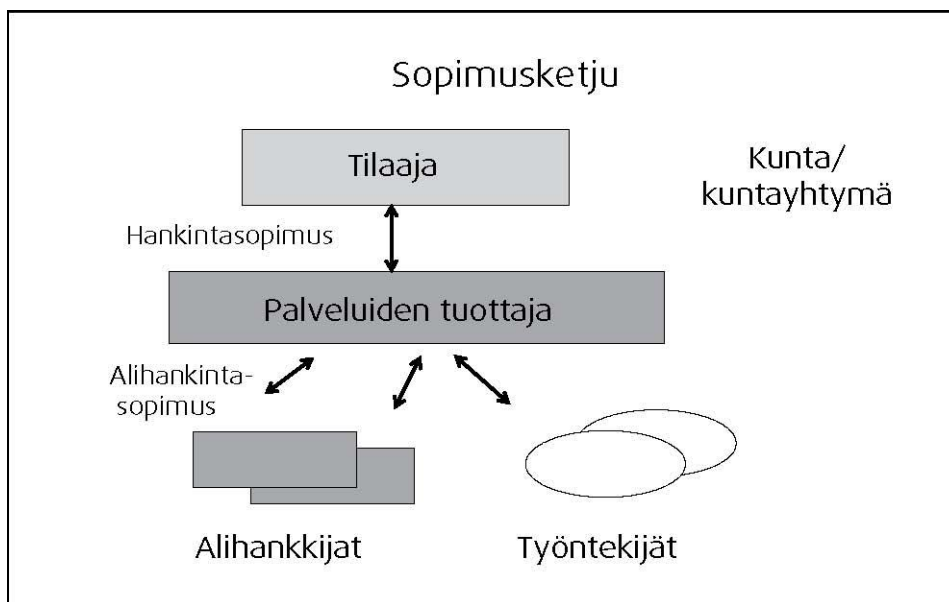 Sopimusketju
Tilaaja
Kunta/
kuntayhtymä
Hankintasopimus
Palveluiden tuottaja
Alihankinta-
sopimus
Alihankkijat
Työntekijät